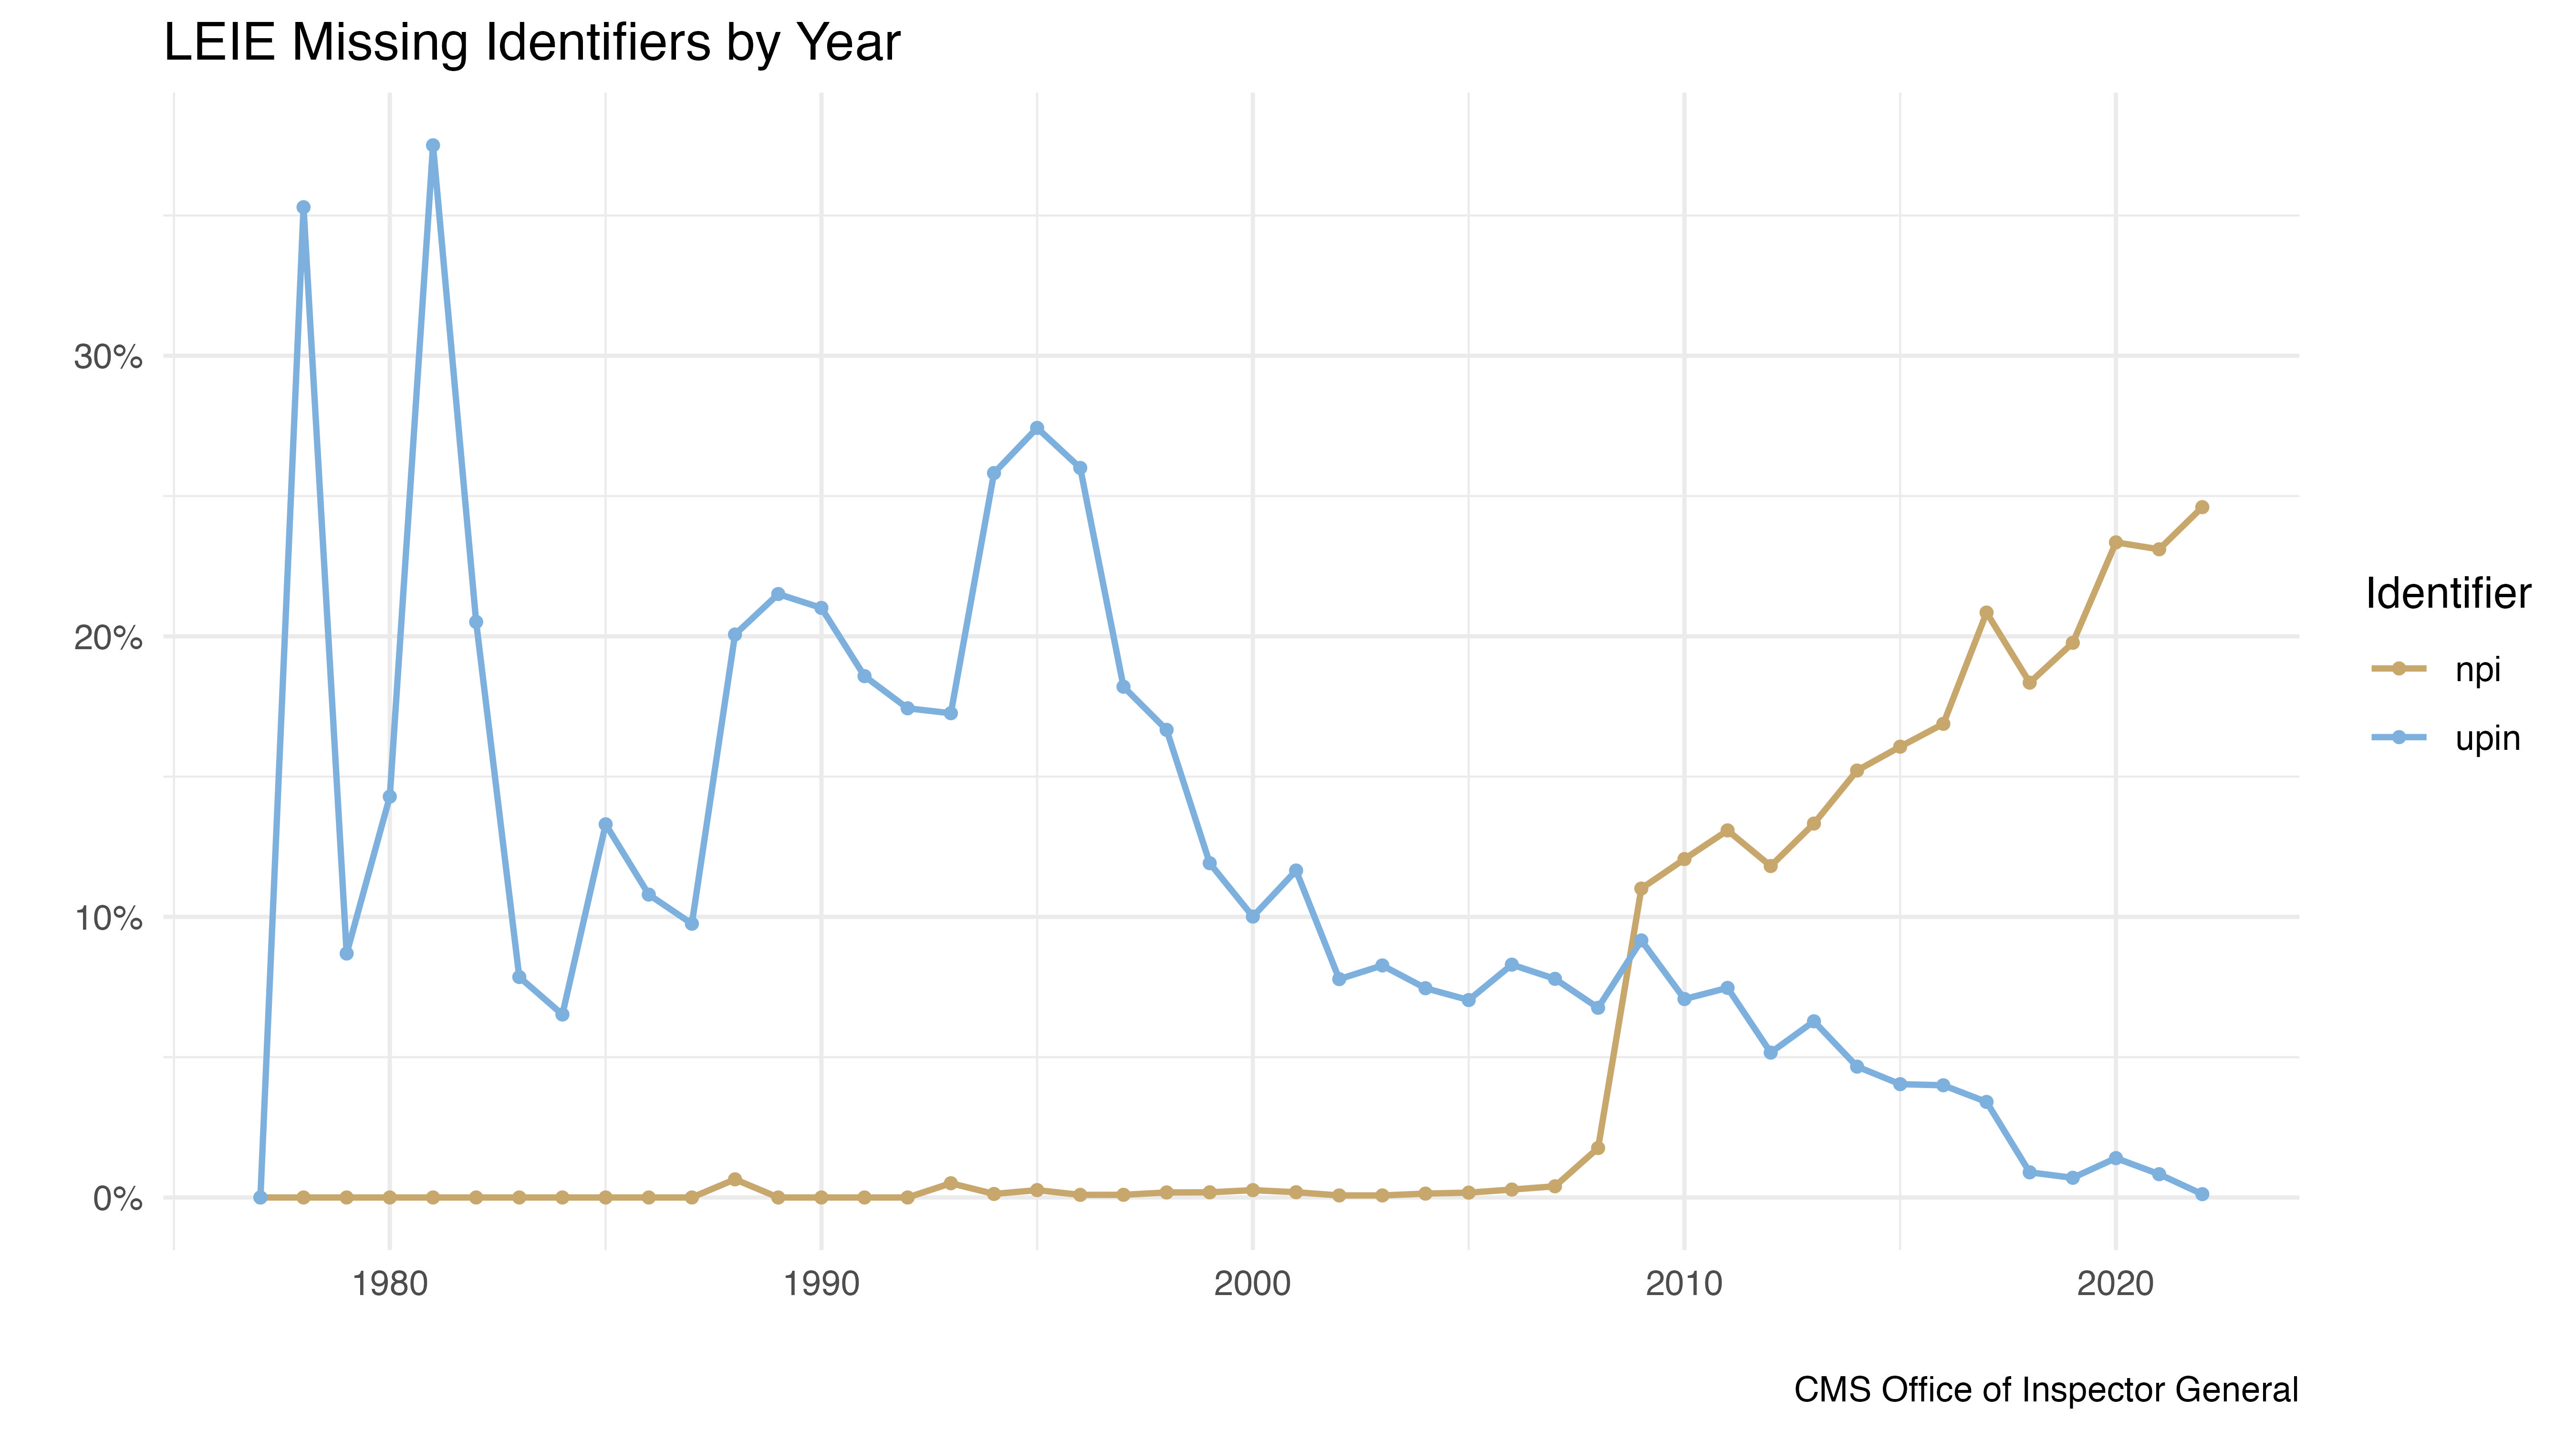 LEIE Missing Identifiers by Year
30%
20%
10%
0%
1980
1990
2000
2010
2020
Identifier
npi
upin
CMS Office of Inspector General